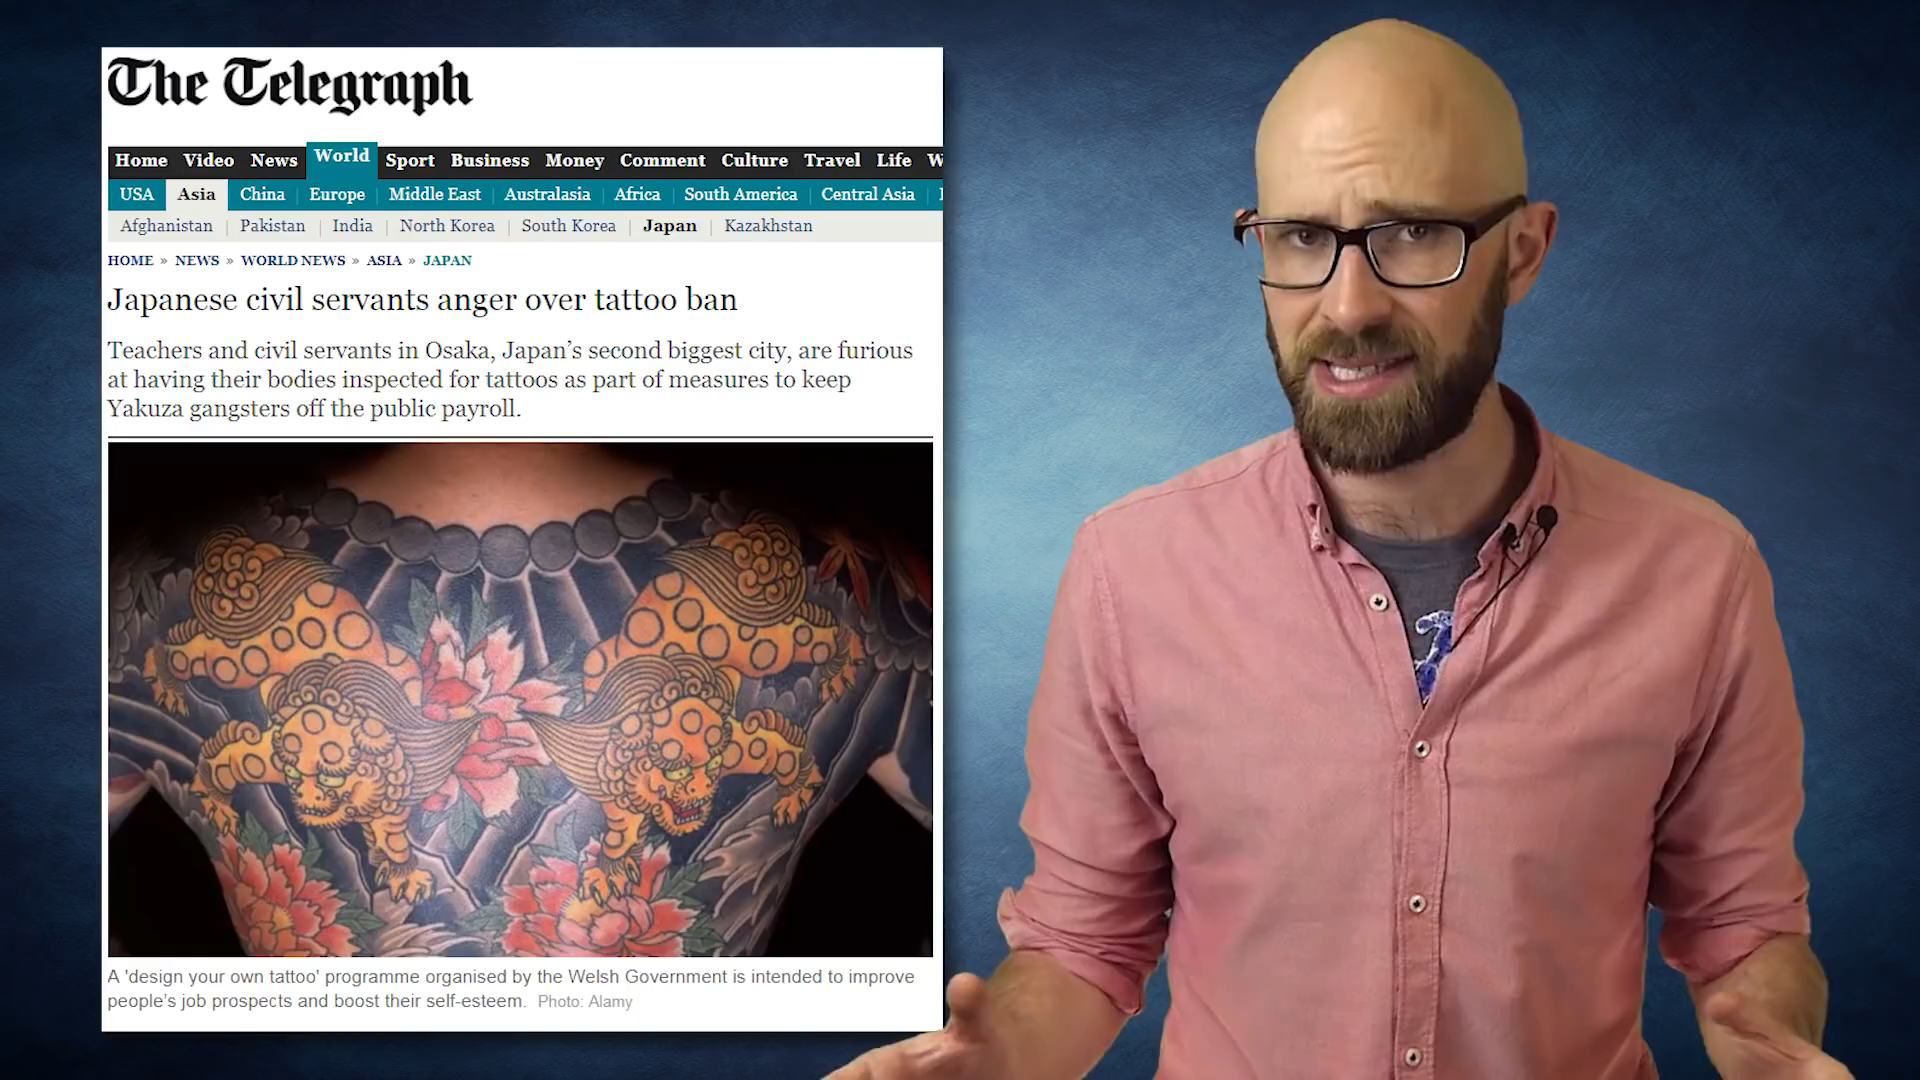 The Telegraph
Home Video News World Sport Business Money Comment Culture Travel Life W
USA Asia China Europe Middle East Australasia Africa South America Central Asia
Afghanistan Pakistan India North Korea South Korea Japan Kazakhstan
HOME » NEWS » WORLD NEWS » ASIA » JAPAN
Japanese civil servants anger over tattoo ban
Teachers and civil servants in Osaka, Japan’s second biggest city, are furious
at having their bodies inspected for tattoos as part of measures to keep
Yakuza gangsters off the public payroll.
A 'design your own tattoo' programme organised by the Welsh Government is intended to improve
people’s job prospects and boost their self-esteem. Photo: Alamy